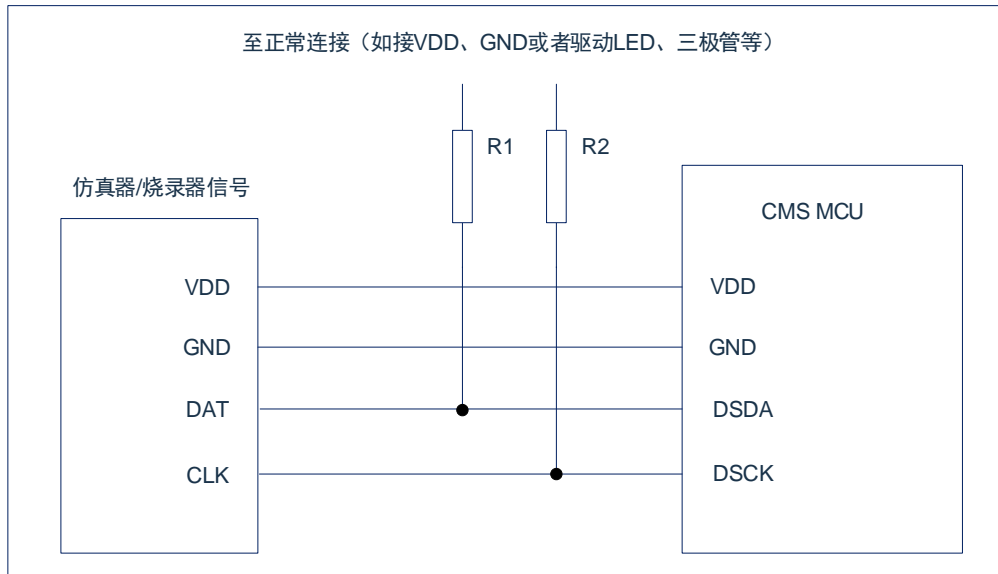 至正常连接（如接VDD、GND或者驱动LED、三极管等）
R1
R2
仿真器/烧录器信号
CMS MCU
VDD
VDD
GND
GND
DAT
DSDA
CLK
DSCK